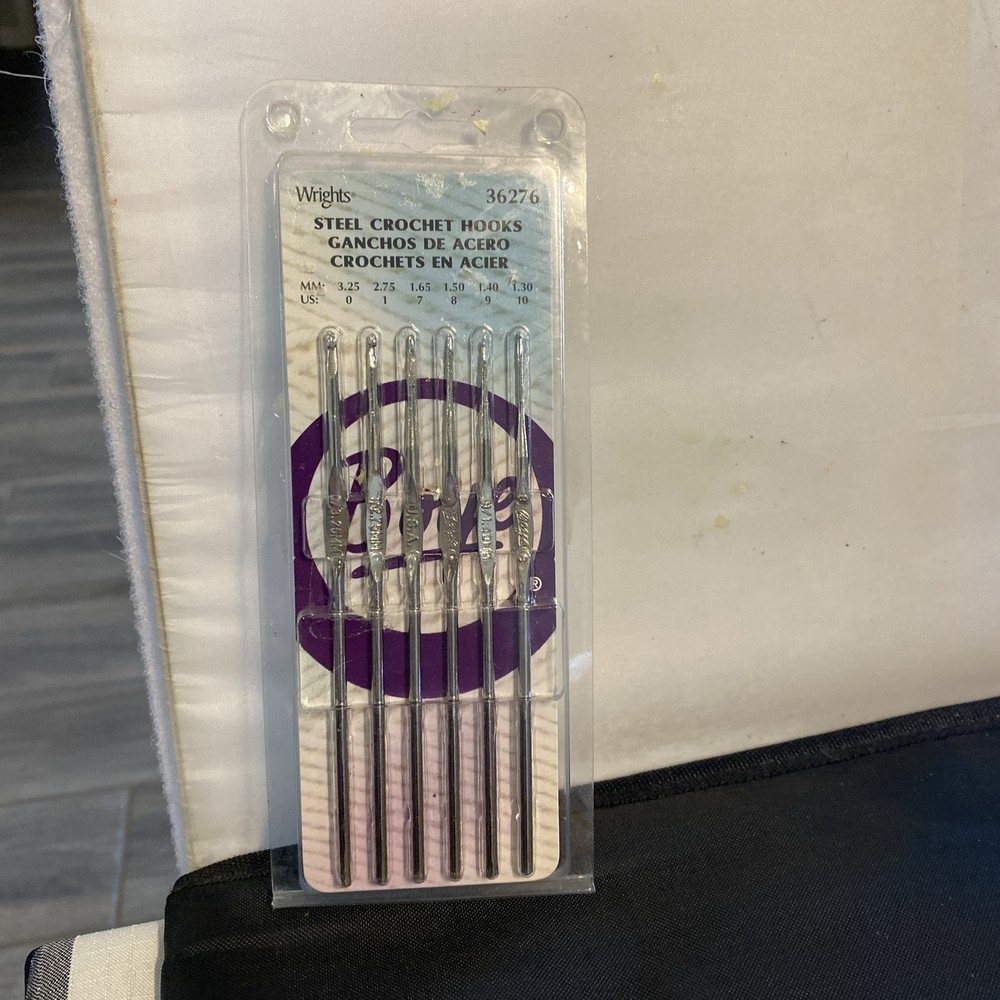 Wrights® 36276
STEEL CROCHET HOOKS
GANCHOS DE ACERO
CROCHETS EN ACIER
MM: 3.25 2.75 1.65 1.50 1.40 1.30
US: 0 1 7 8 9 10
Boye
®
U.S.A.